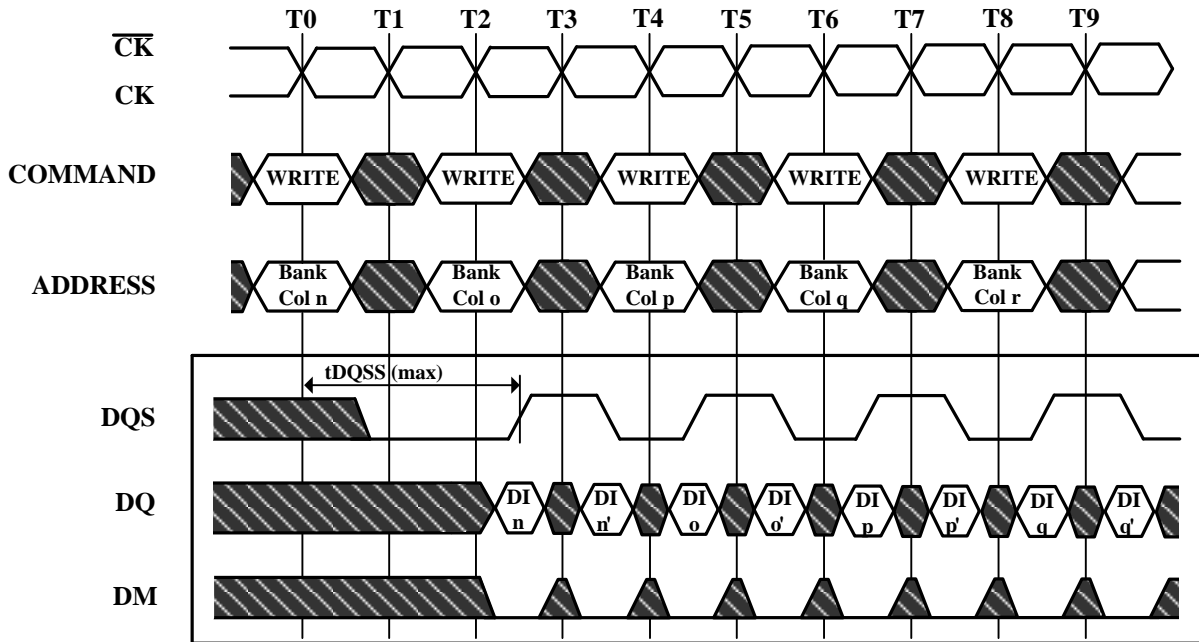 T0 T1 T2 T3 T4 T5 T6 T7 T8 T9
CK
CK
COMMAND WRITE WRITE WRITE WRITE WRITE
ADDRESS Bank Bank Bank Bank Bank
Col n Col o Col p Col q Col r
tDQSS (max)
DQS
DQ DI DI DI DI DI DI DI DI
n n' o o' p p' q q'
DM